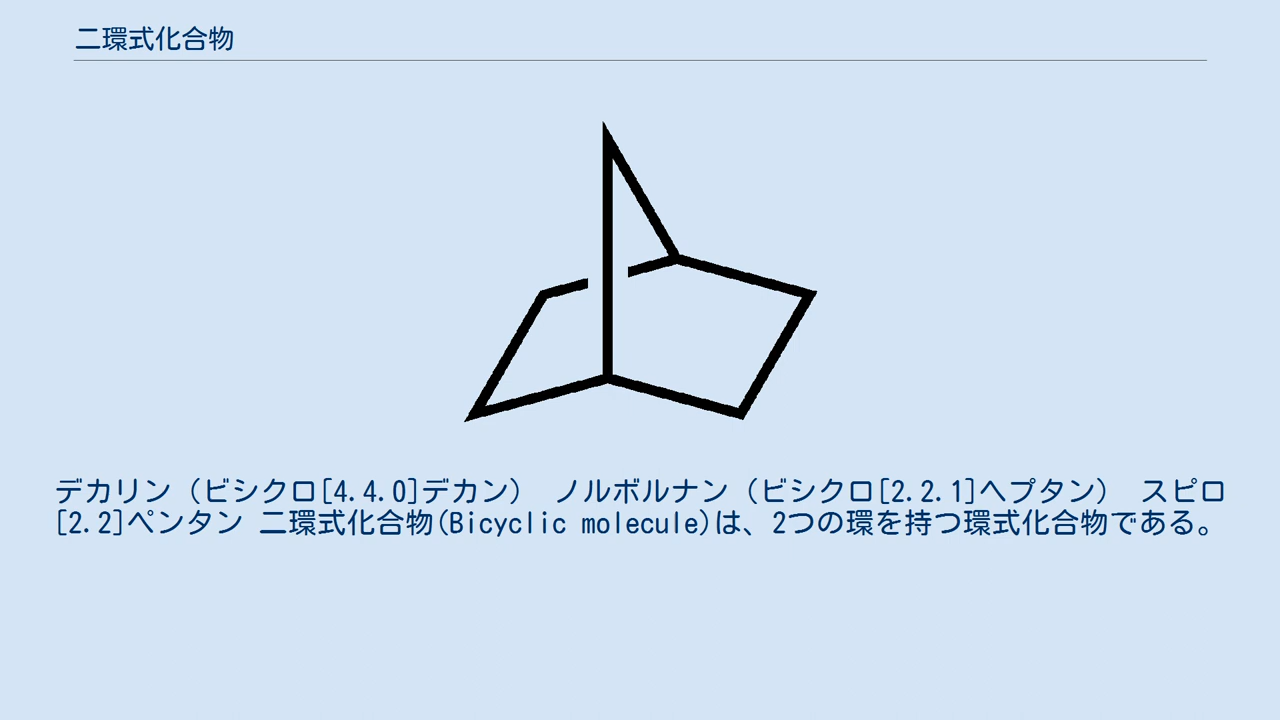 二環式化合物
デカリン（ビシクロ[4.4.0]デカン） ノルボルナン（ビシクロ[2.2.1]ヘプタン） スピロ
[2.2]ペンタン 二環式化合物(Bicyclic molecule)は、2つの環を持つ環式化合物である。